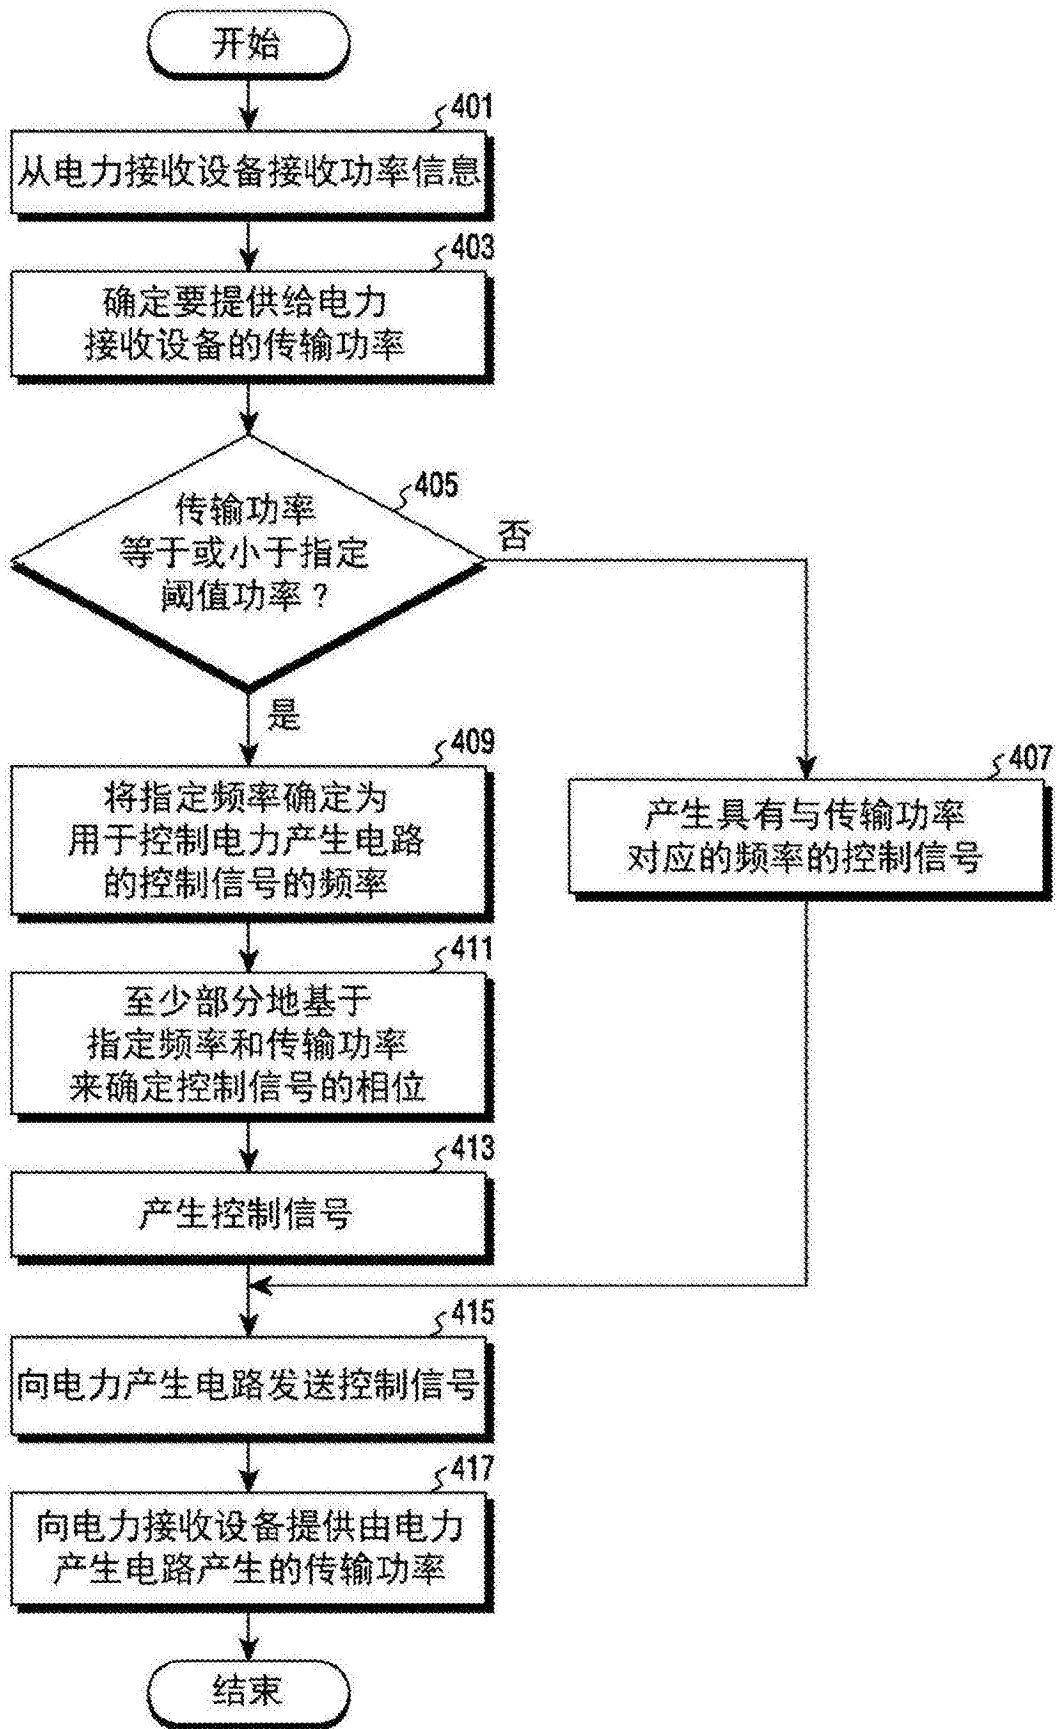 开始
401
从电力接收设备接收功率信息
403
确定要提供给电力
接收设备的传输功率
405
传输功率
等于或小于指定
阈值功率？
否
是
409
将指定频率确定为
用于控制电力产生电路
的控制信号的频率
407
产生具有与传输功率
对应的频率的控制信号
411
至少部分地基于
指定频率和传输功率
来确定控制信号的相位
413
产生控制信号
415
向电力产生电路发送控制信号
417
向电力接收设备提供由电力
产生电路产生的传输功率
结束